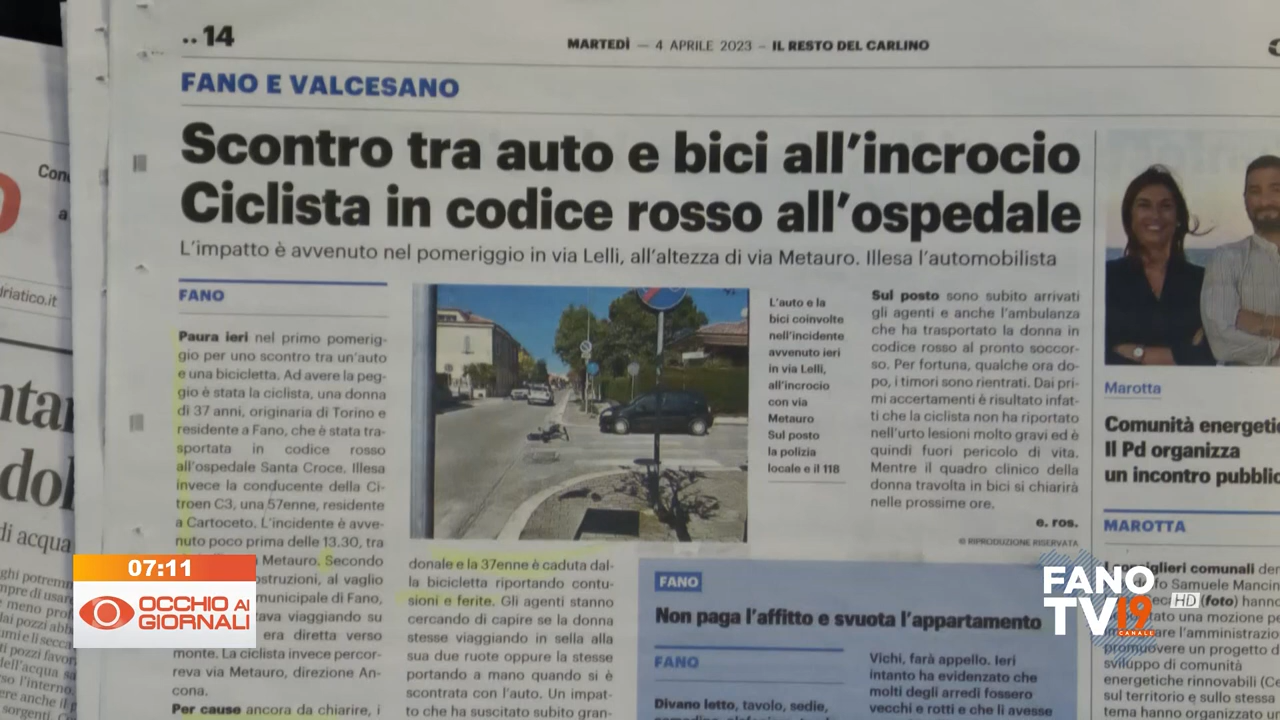 14
MARTEDÌ — 4 APRILE 2023 – IL RESTO DEL CARLINO
FANO E VALCESANO
Scontro tra auto e bici all'incrocio
Ciclista in codice rosso all'ospedale
L'impatto è avvenuto nel pomeriggio in via Lelli, all'altezza di via Metauro. Illesa l'automobilista
FANO
Paura ieri nel primo pomerig-
gio per uno scontro tra un'auto
e una bicicletta. Ad avere la peg-
gio è stata la ciclista, una donna
di 37 anni, originaria di Torino e
residente a Fano, che è stata tra-
sportata in codice rosso
all'ospedale Santa Croce. Illesa
invece la conducente della Ci-
troen C3, una 57enne, residente
a Cartoceto. L'incidente è avve-
nuto poco prima delle 13.30, tra
Metauro. Secondo
ostruzioni, al vaglio
municipale di Fano,
ava viaggiando su
era diretta verso
monte. La ciclista invece percor-
reva via Metauro, direzione An-
cona.
Per cause ancora da chiarire, i
donale e la 37enne è caduta dal-
la bicicletta riportando contu-
sioni e ferite. Gli agenti stanno
cercando di capire se la donna
stesse viaggiando in sella alla
sua due ruote oppure la stesse
portando a mano quando si è
scontrata con l'auto. Un impat-
to che ha suscitato subito gran-
L'auto e la
bici coinvolte
nell'incidente
avvenuto ieri
in via Lelli,
all'incrocio
con via
Metauro
Sul posto
la polizia
locale e il 118
Sul posto sono subito arrivati
gli agenti e anche l'ambulanza
che ha trasportato la donna in
codice rosso al pronto soccor-
so. Per fortuna, qualche ora do-
po, i timori sono rientrati. Dai pri-
mi accertamenti è risultato infat-
ti che la ciclista non ha riportato
nell'urto lesioni molto gravi ed è
quindi fuori pericolo di vita.
Mentre il quadro clinico della
donna travolta in bici si chiarirà
nelle prossime ore.
e. ros.
© RIPRODUZIONE RISERVATA
FANO
Non paga l'affitto e svuota l'appartamento
FANO
Divano letto, tavolo, sedie,
Vichi, farà appello. Ieri
intanto ha evidenzato che
molti degli arredi fossero
vecchi e rotti e che li avesse
Marotta
Comunità energeti
Il Pd organizza
un incontro pubblic
MAROTTA
consiglieri comunali
Samuele Mancin
(foto) hanno
una mozione pe
l'amministrazio
promuovere un progetto d
sviluppo di comunità
energetiche rinnovabili (Ce
sul territorio e sullo stessa
tema hanno organizzato u
07:11
OCCHIO AI
GIORNALI
FANO
TV 19
CANALE
HD
driatico.it
di acqua